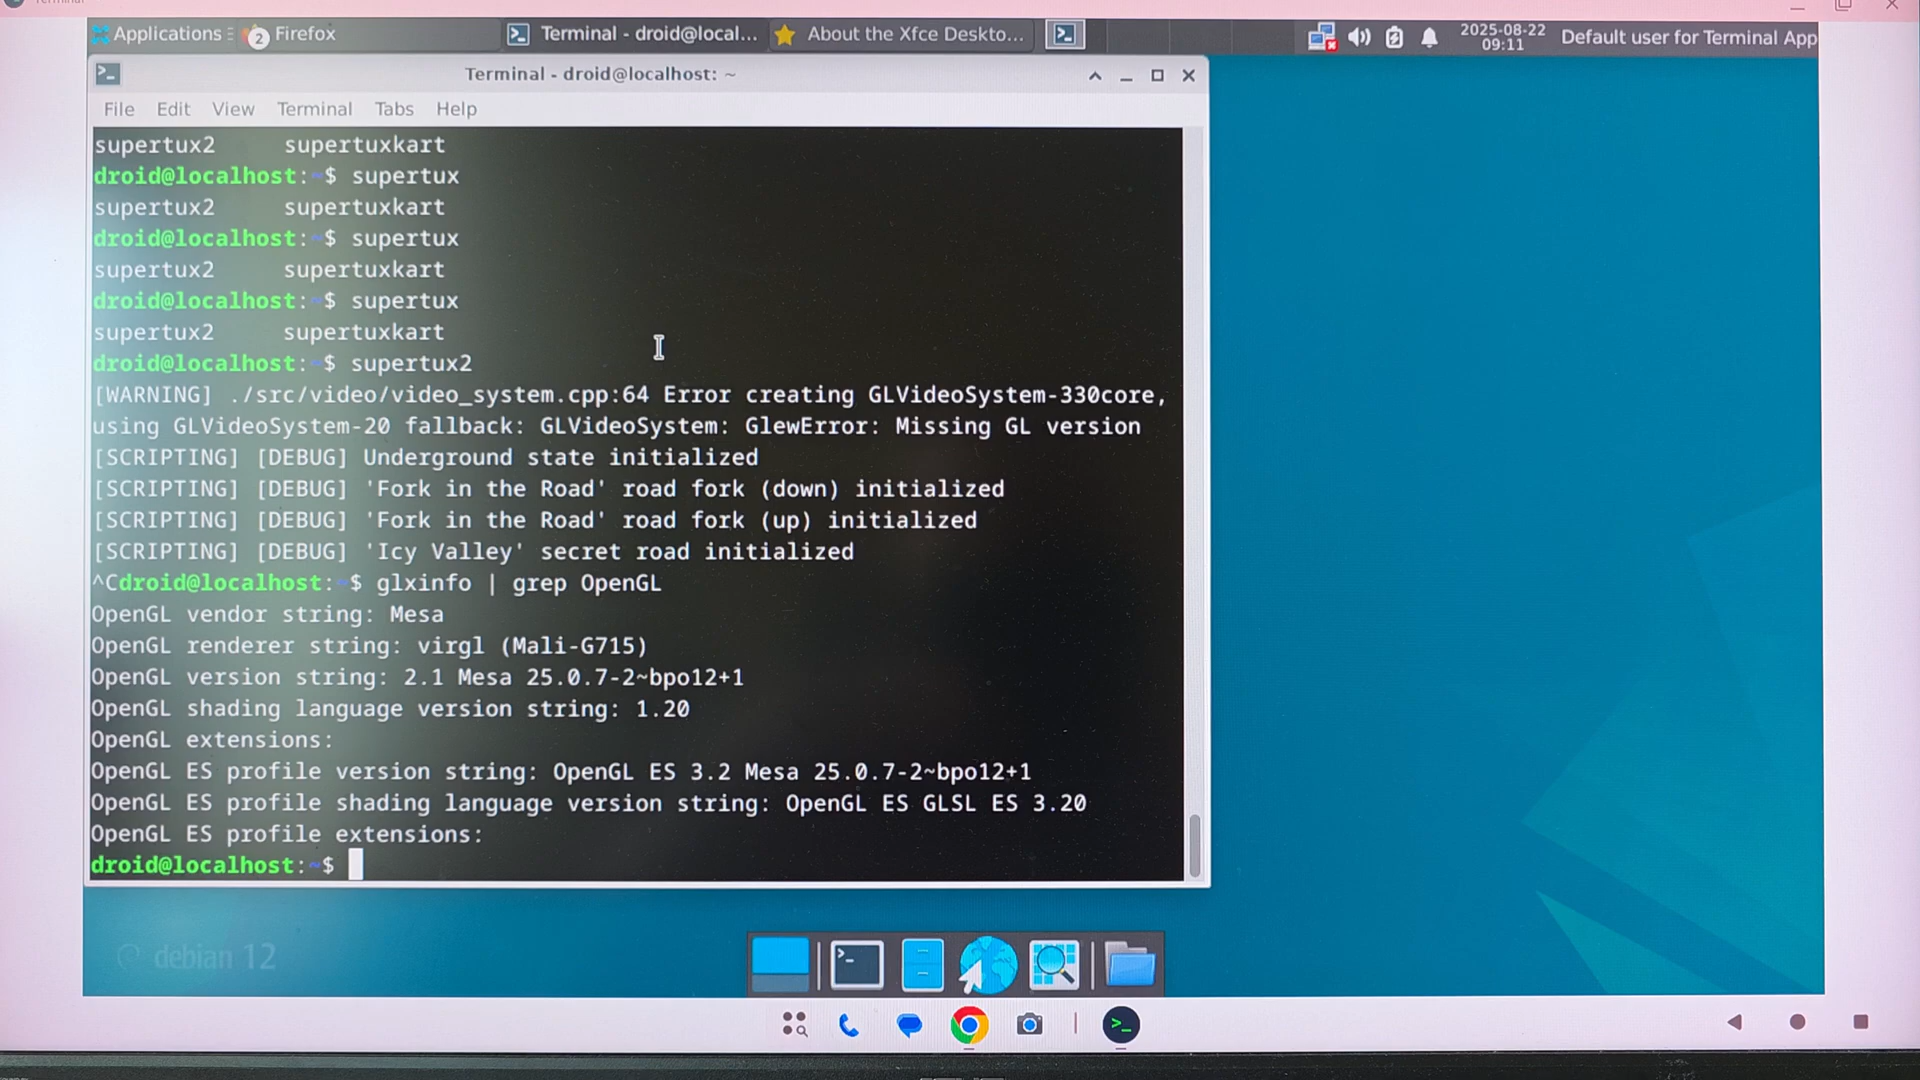 Terminal
Applications
2 Firefox
Terminal - droid@local...
About the Xfce Deskto...
2025-08-22
09:11
Default user for Terminal App
Terminal - droid@localhost: ~
File Edit View Terminal Tabs Help
supertux2 supertuxkart
droid@localhost:~$ supertux
supertux2 supertuxkart
droid@localhost:~$ supertux
supertux2 supertuxkart
droid@localhost:~$ supertux
supertux2 supertuxkart
droid@localhost:~$ supertux2
[WARNING] ./src/video/video_system.cpp:64 Error creating GLVideoSystem-330core,
using GLVideoSystem-20 fallback: GLVideoSystem: GlewError: Missing GL version
[SCRIPTING] [DEBUG] Underground state initialized
[SCRIPTING] [DEBUG] 'Fork in the Road' road fork (down) initialized
[SCRIPTING] [DEBUG] 'Fork in the Road' road fork (up) initialized
[SCRIPTING] [DEBUG] 'Icy Valley' secret road initialized
^Cdroid@localhost:~$ glxinfo | grep OpenGL
OpenGL vendor string: Mesa
OpenGL renderer string: virgl (Mali-G715)
OpenGL version string: 2.1 Mesa 25.0.7-2~bpo12+1
OpenGL shading language version string: 1.20
OpenGL extensions:
OpenGL ES profile version string: OpenGL ES 3.2 Mesa 25.0.7-2~bpo12+1
OpenGL ES profile shading language version string: OpenGL ES GLSL ES 3.20
OpenGL ES profile extensions:
droid@localhost:~$
debian 12